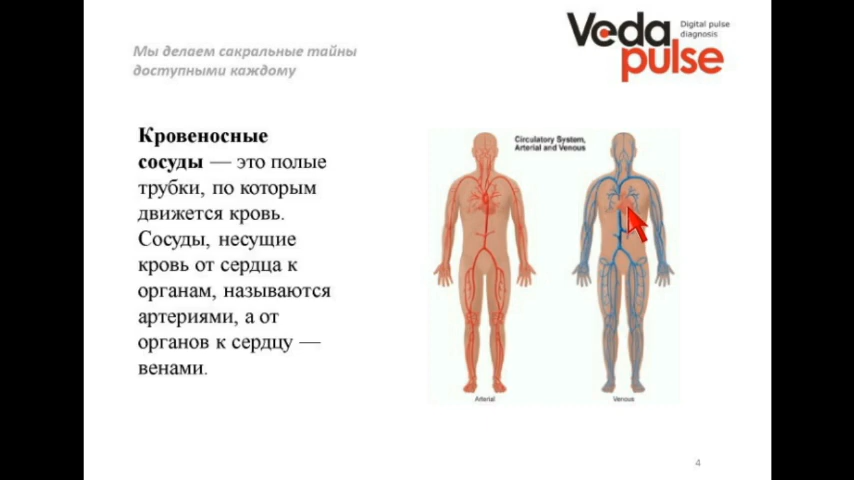 Мы делаем сакральные тайны
доступными каждому
Veda
pulse
Digital pulse
diagnosis
Кровеносные
сосуды — это полые
трубки, по которым
движется кровь.
Сосуды, несущие
кровь от сердца к
органам, называются
артериями, а от
органов к сердцу —
венами.
Circulatory System,
Arterial and Venous
Arterial
Venous
4